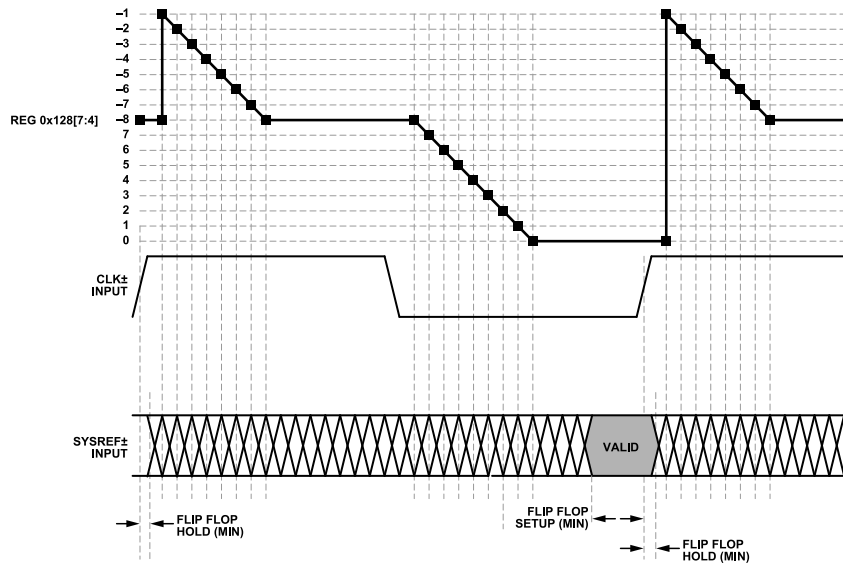 –1
–2
–3
–4
–5
–6
–7
REG 0x128[7:4] –8
7
6
5
4
3
2
1
0
CLK±
INPUT
SYSREF±
INPUT
VALID
FLIP FLOP
HOLD (MIN)
FLIP FLOP
SETUP (MIN)
FLIP FLOP
HOLD (MIN)